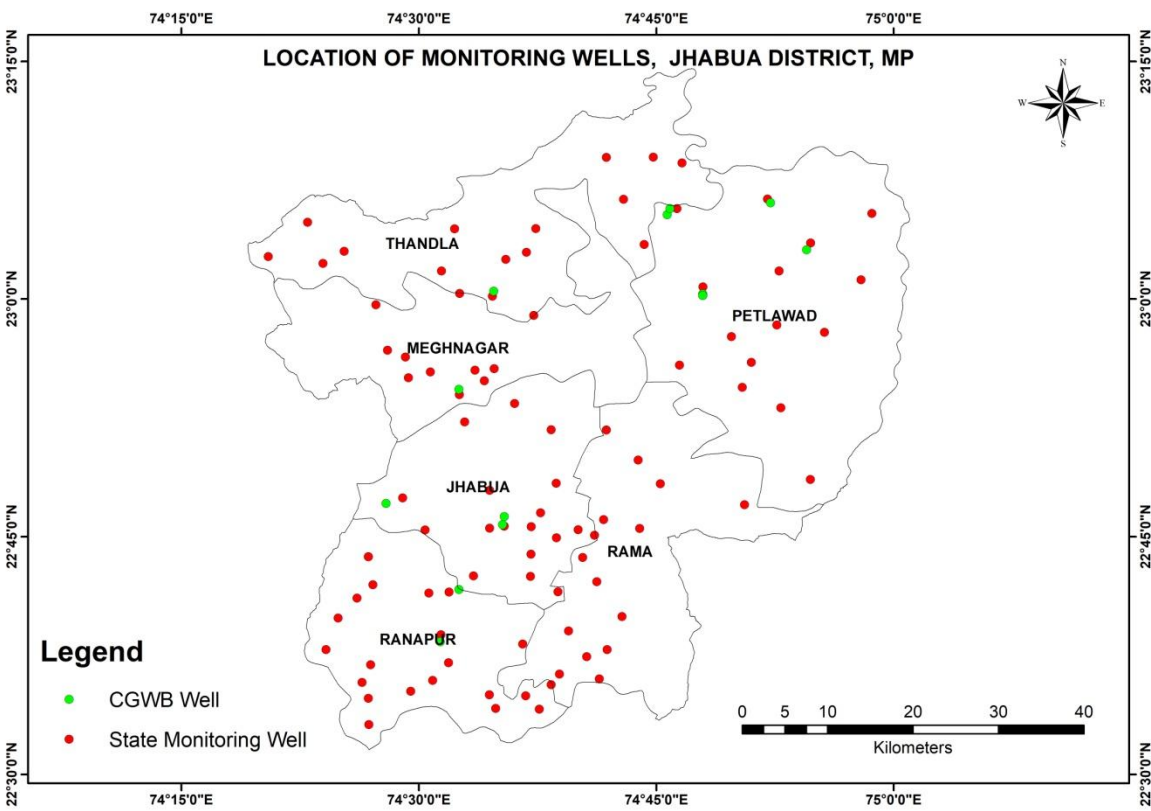 74°15'0"E 74°30'0"E 74°45'0"E 75°0'0"E
LOCATION OF MONITORING WELLS, JHABUA DISTRICT, MP
23°15'0"N 23°15'0"N
N
W E
S
THANDLA
23°0'0"N 23°0'0"N
PETLAWAD
MEGHNAGAR
JHABUA
22°45'0"N 22°45'0"N
RAMA
RANAPUR
Legend
CGWB Well
State Monitoring Well
0 5 10 20 30 40
Kilometers
22°30'0"N 22°30'0"N
74°15'0"E 74°30'0"E 74°45'0"E 75°0'0"E